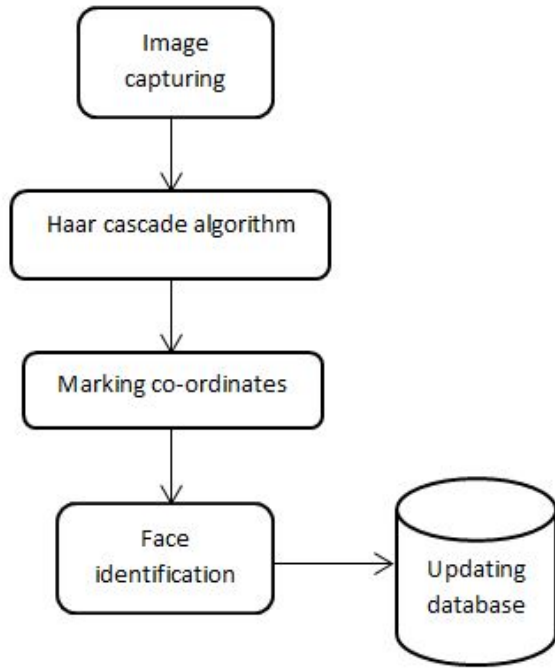 Image
capturing
Haar cascade algorithm
Marking co-ordinates
Face
identification
Updating
database